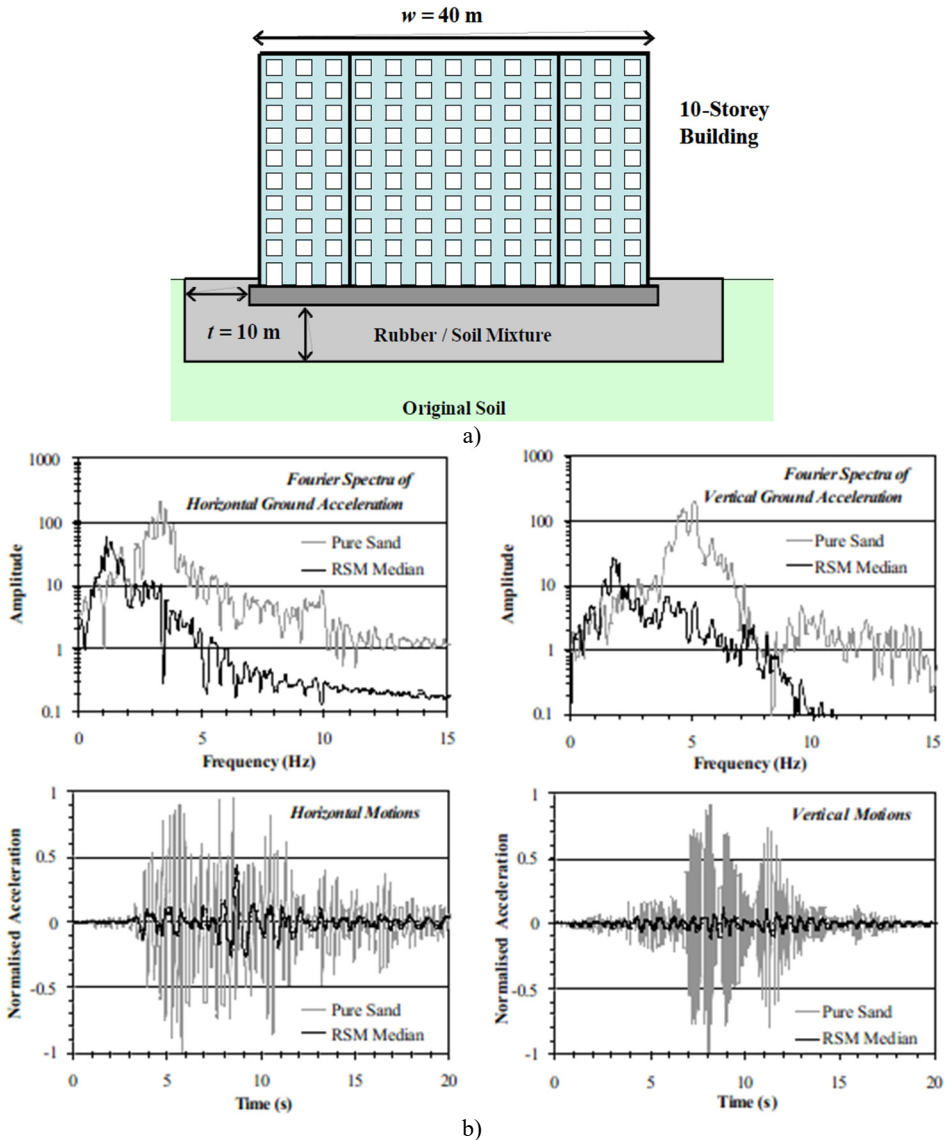 w = 40 m
10-Storey
Building
t = 10 m
Rubber / Soil Mixture
Original Soil
a)
1000
100
10
1
0.1
Amplitude
Fourier Spectra of
Horizontal Ground Acceleration
Pure Sand
RSM Median
0
5
10
15
Frequency (Hz)
1000
100
10
1
0.1
Amplitude
Fourier Spectra of
Vertical Ground Acceleration
Pure Sand
RSM Median
0
5
10
15
Frequency (Hz)
1
0.5
0
-0.5
-1
Normalised Acceleration
Horizontal Motions
Pure Sand
RSM Median
0
5
10
15
20
Time (s)
1
0.5
0
-0.5
-1
Normalised Acceleration
Vertical Motions
Pure Sand
RSM Median
0
5
10
15
20
Time (s)
b)